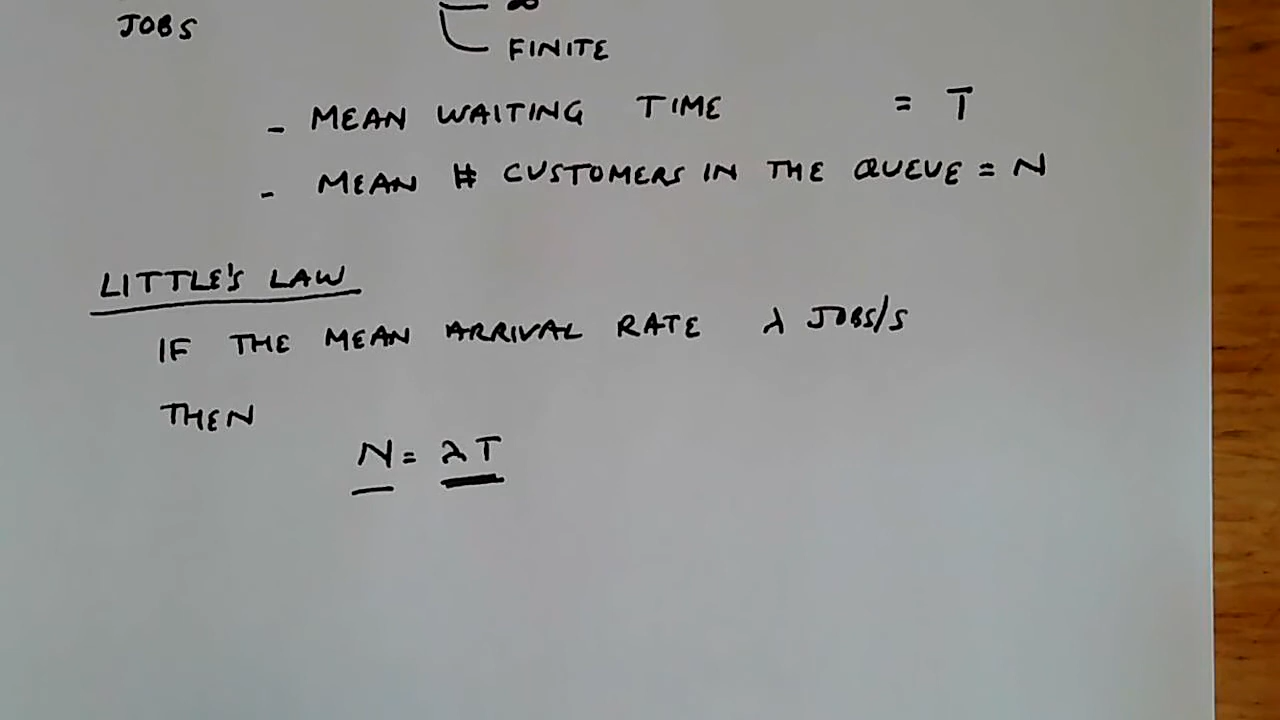 ∞
JOBS
FINITE
- MEAN WAITING TIME = T
- MEAN # CUSTOMERS IN THE QUEUE = N
LITTLE'S LAW
IF THE MEAN ARRIVAL RATE λ JOBS/S
THEN
N = λT